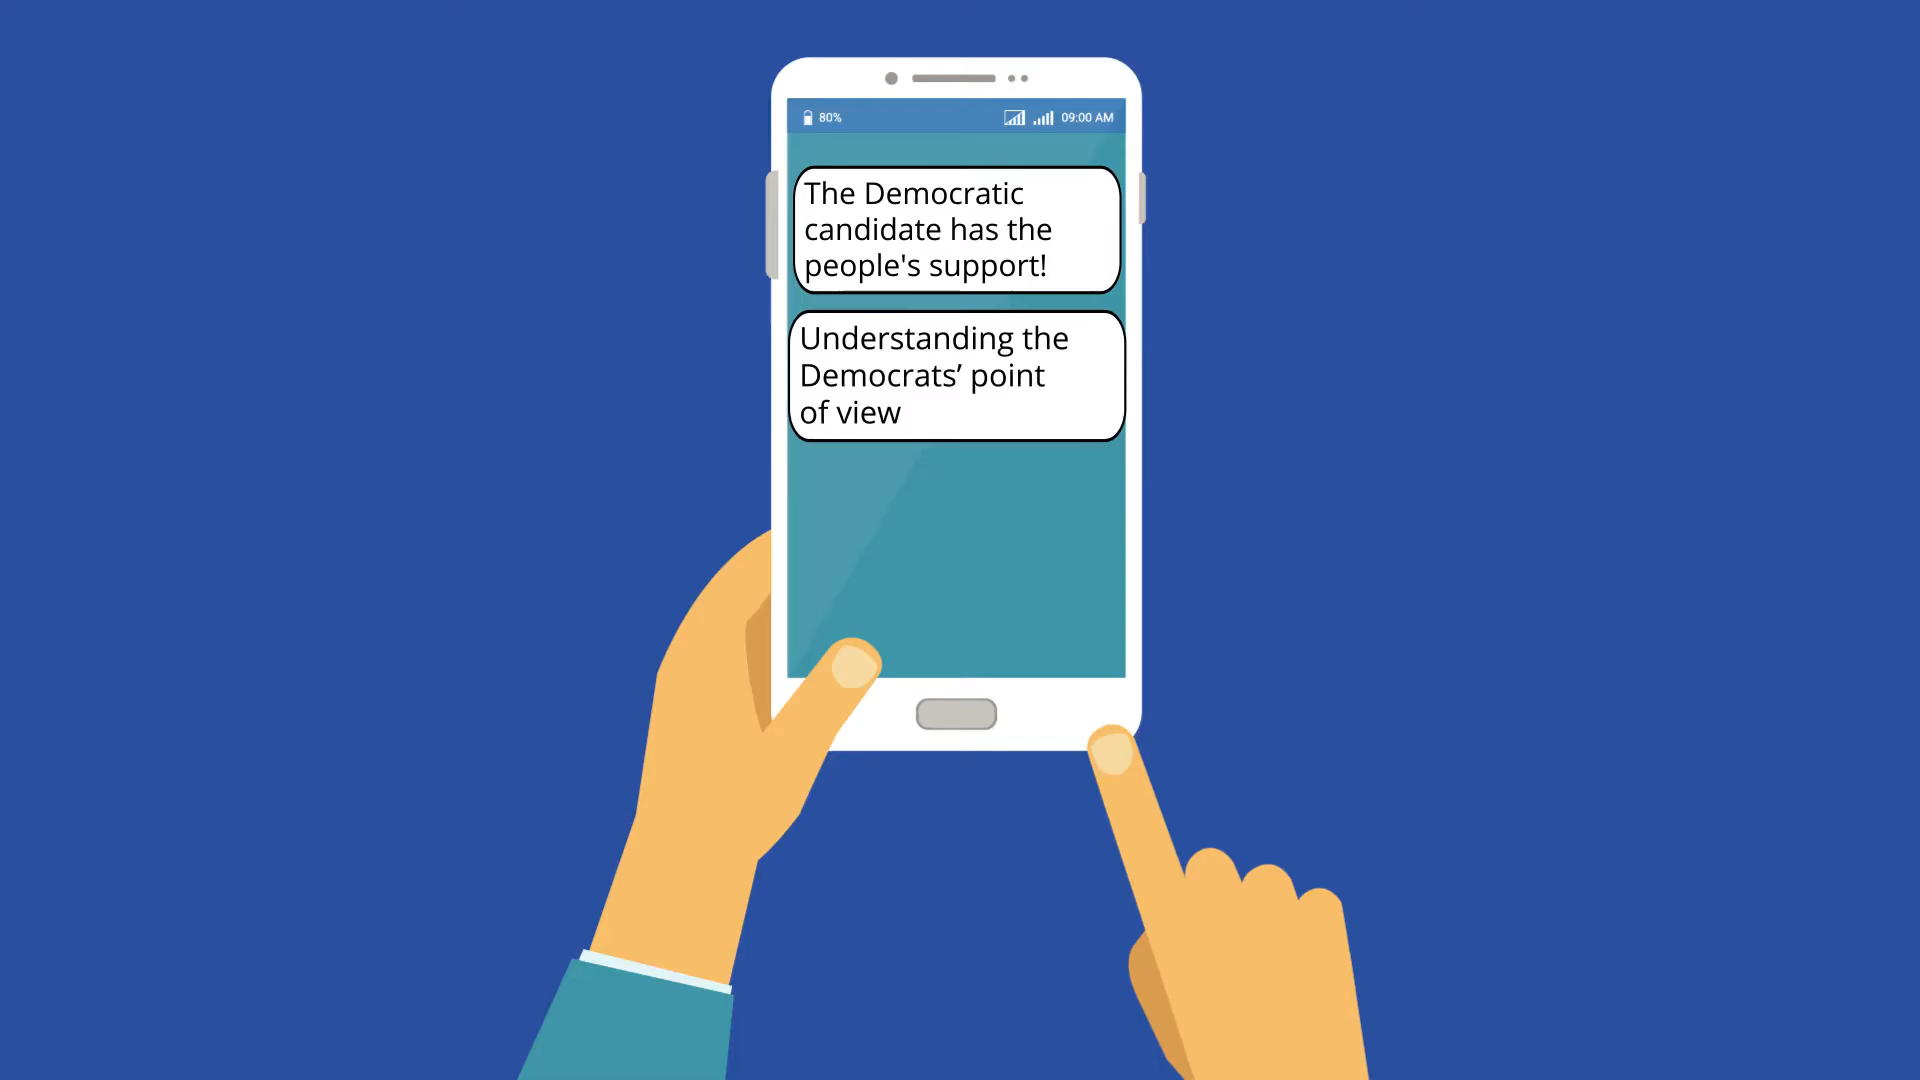 80%
09:00 AM
The Democratic
candidate has the
people's support!
Understanding the
Democrats’ point
of view